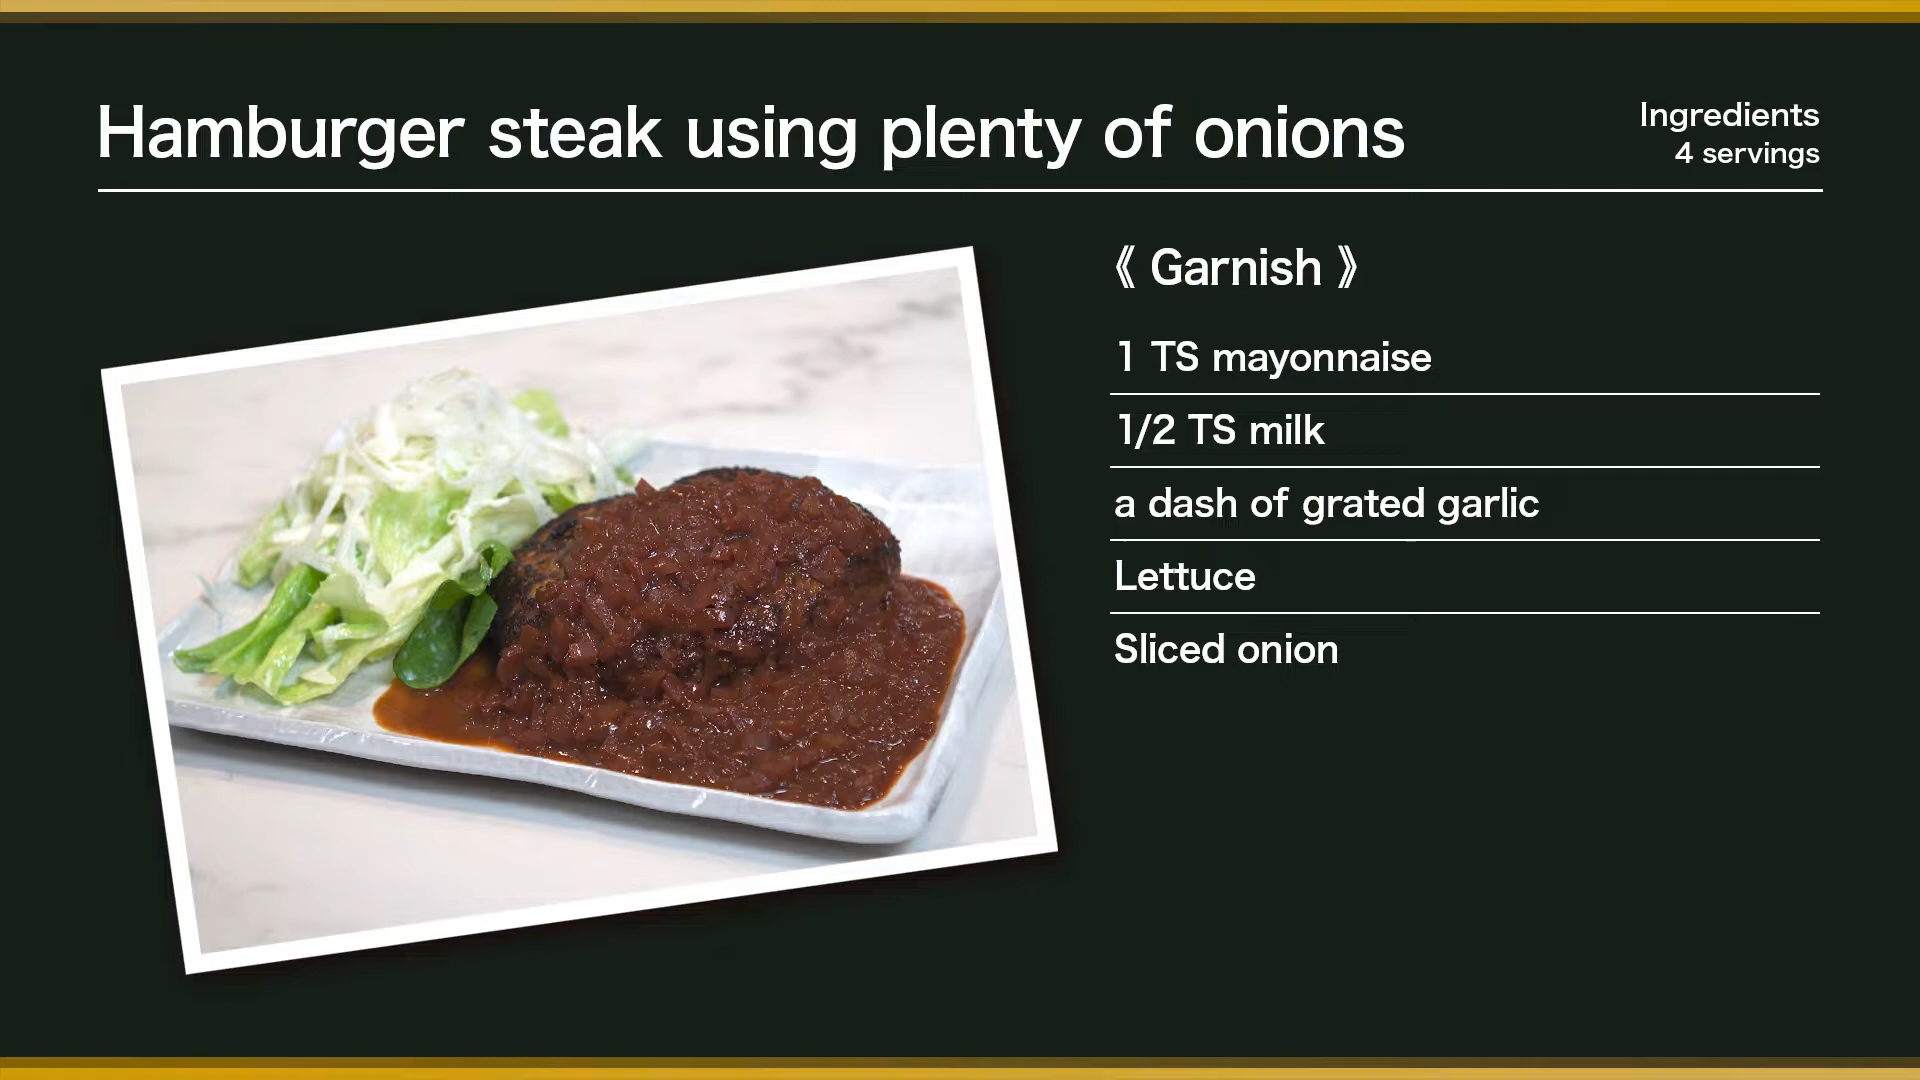 Hamburger steak using plenty of onions
Ingredients
4 servings
《 Garnish 》
1 TS mayonnaise
1/2 TS milk
a dash of grated garlic
Lettuce
Sliced onion